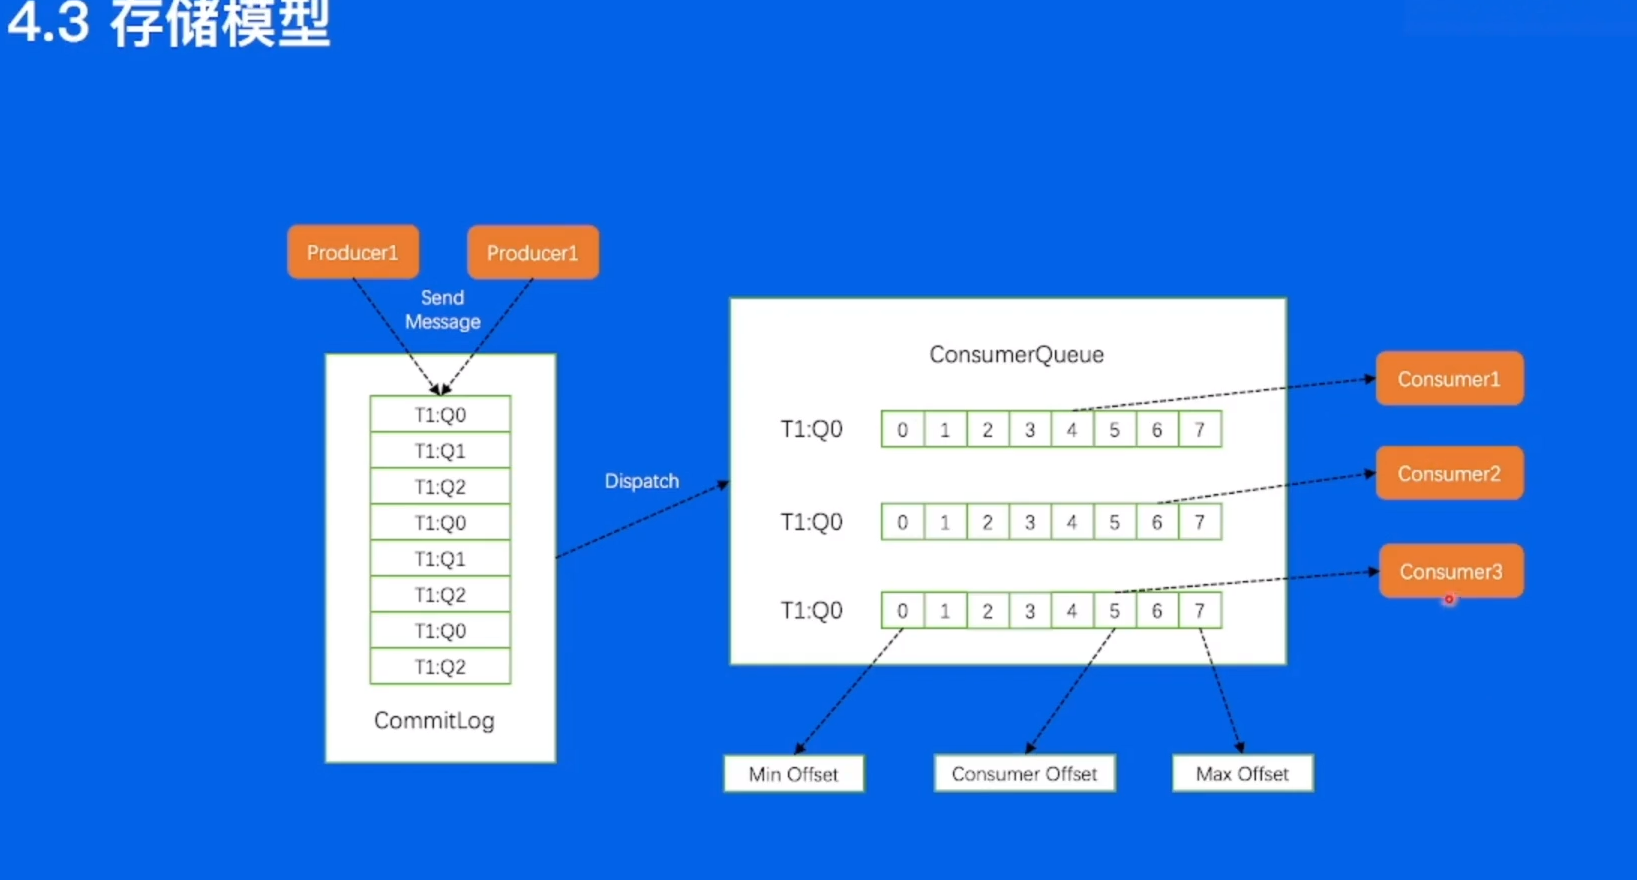 4.3 存储模型
Producer1
Producer1
Send
Message
T1:Q0
T1:Q1
T1:Q2
T1:Q0
T1:Q1
T1:Q2
T1:Q0
T1:Q2
CommitLog
Dispatch
ConsumerQueue
T1:Q0 0 1 2 3 4 5 6 7
T1:Q0 0 1 2 3 4 5 6 7
T1:Q0 0 1 2 3 4 5 6 7
Consumer1
Consumer2
Consumer3
Min Offset
Consumer Offset
Max Offset